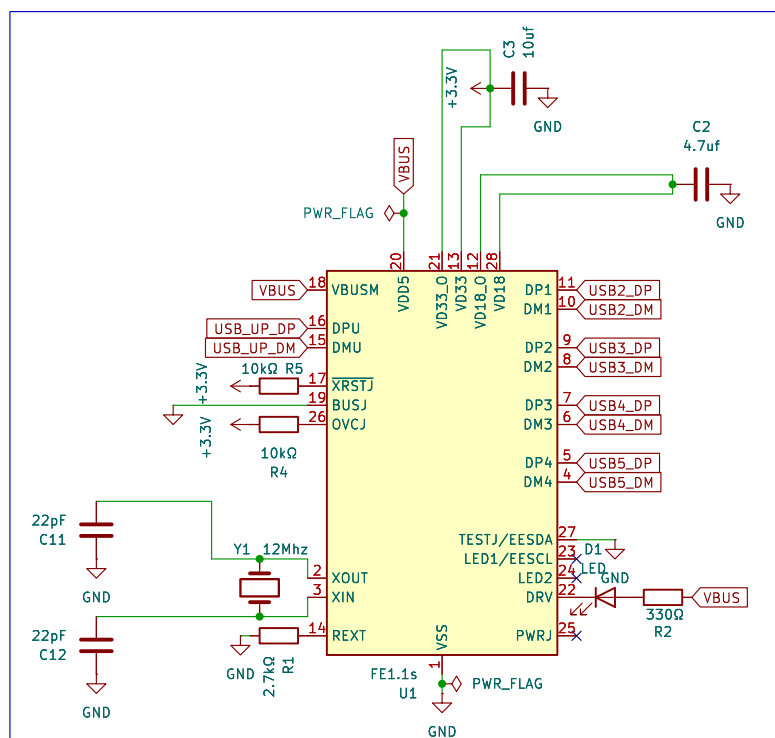 C3
10uf
+3.3V
GND
C2
4.7uf
GND
VBUS
PWR_FLAG
20
21
13
12
28
VDD5
VD33_O
VD33
VD18_O
VD18
VBUS 18 VBUSM
USB_UP_DP 16 DPU
USB_UP_DM 15 DMU
10kΩ R5
+3.3V 17 XRSTJ
19 BUSJ
+3.3V 26 OVCJ
10kΩ
R4
DP1 11 USB2_DP
DM1 10 USB2_DM
DP2 9 USB3_DP
DM2 8 USB3_DM
DP3 7 USB4_DP
DM3 6 USB4_DM
DP4 5 USB5_DP
DM4 4 USB5_DM
22pF
C11
GND
Y1 12Mhz
2 XOUT
3 XIN
22pF
C12
GND
14 REXT
GND
2.7kΩ
R1
TESTJ/EESDA 27
GND
LED1/EESCL 23
LED2 24
DRV 22
D1
LED
VBUS
330Ω
R2
PWRJ 25
VSS
1
FE1.1s
U1
PWR_FLAG
GND